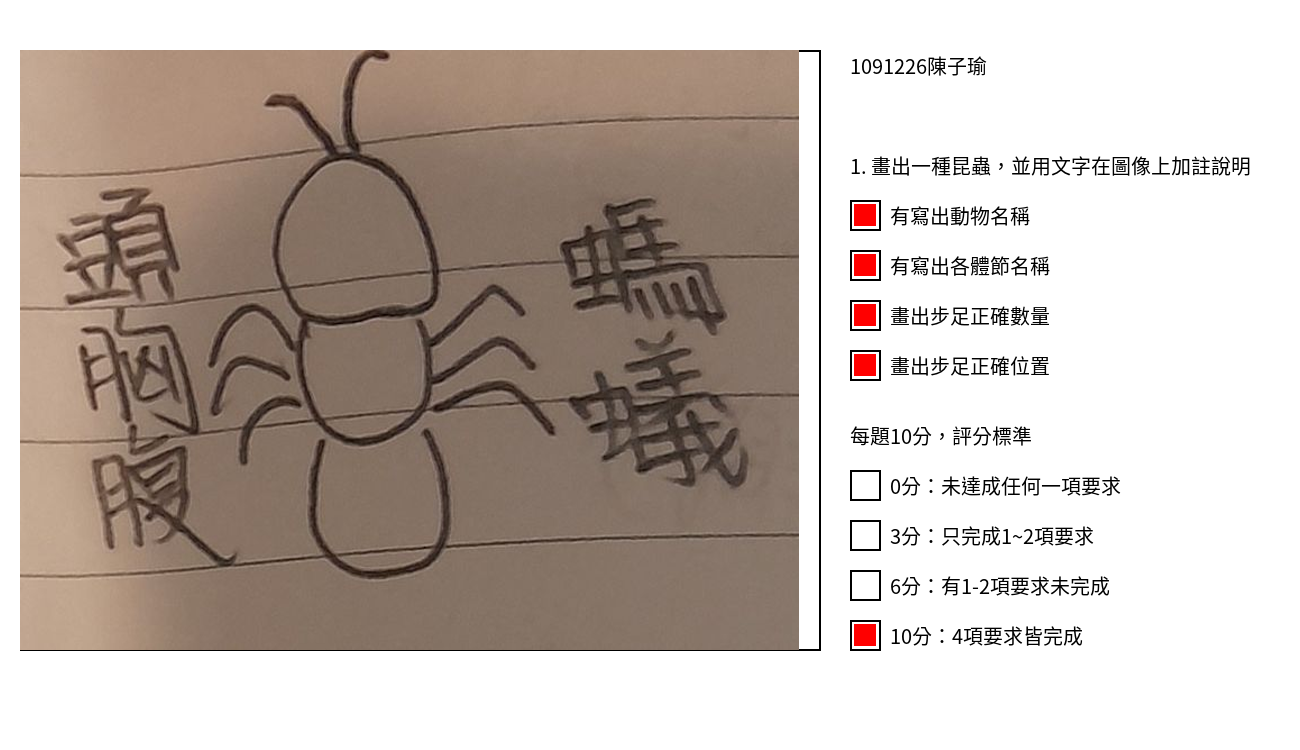 頭
胸
腹
螞
蟻
1091226陳子瑜
1. 畫出一種昆蟲，並用文字在圖像上加註說明
有寫出動物名稱
有寫出各體節名稱
畫出步足正確數量
畫出步足正確位置
每題10分，評分標準
0分：未達成任何一項要求
3分：只完成1~2項要求
6分：有1-2項要求未完成
10分：4項要求皆完成